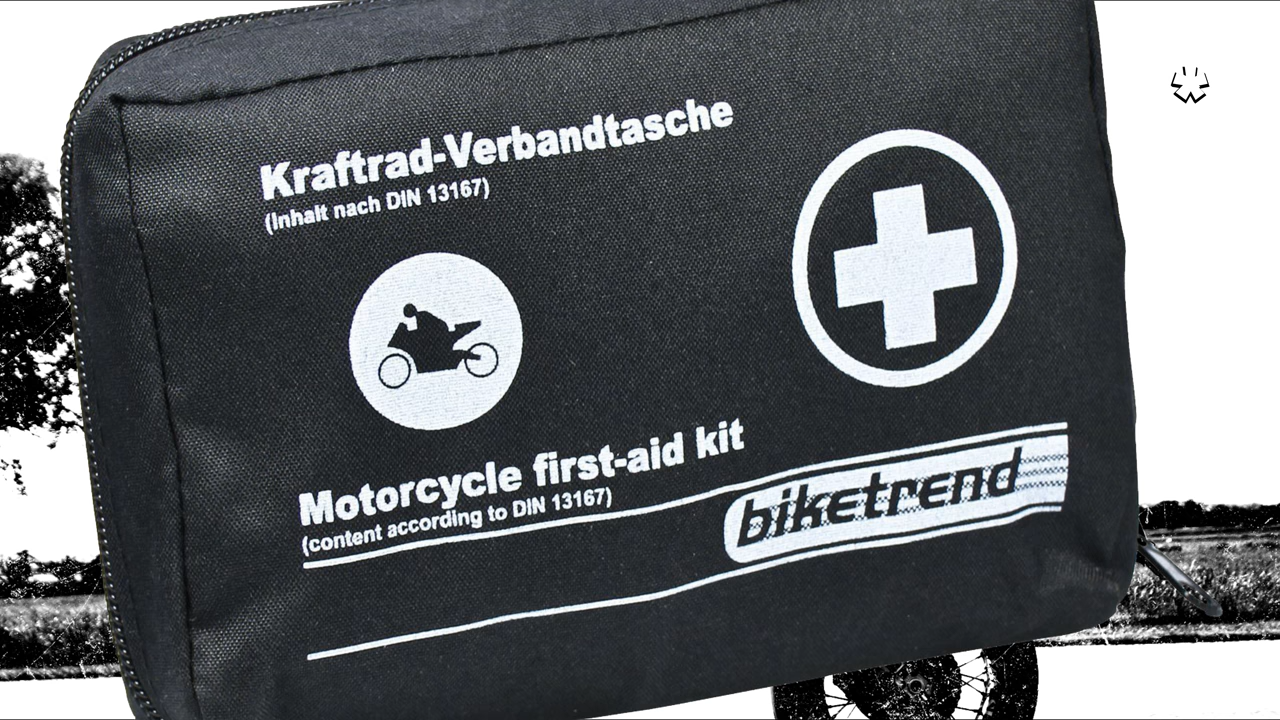 Kraftrad-Verbandtasche
(Inhalt nach DIN 13167)
Motorcycle first-aid kit
(content according to DIN 13167)
biketrend